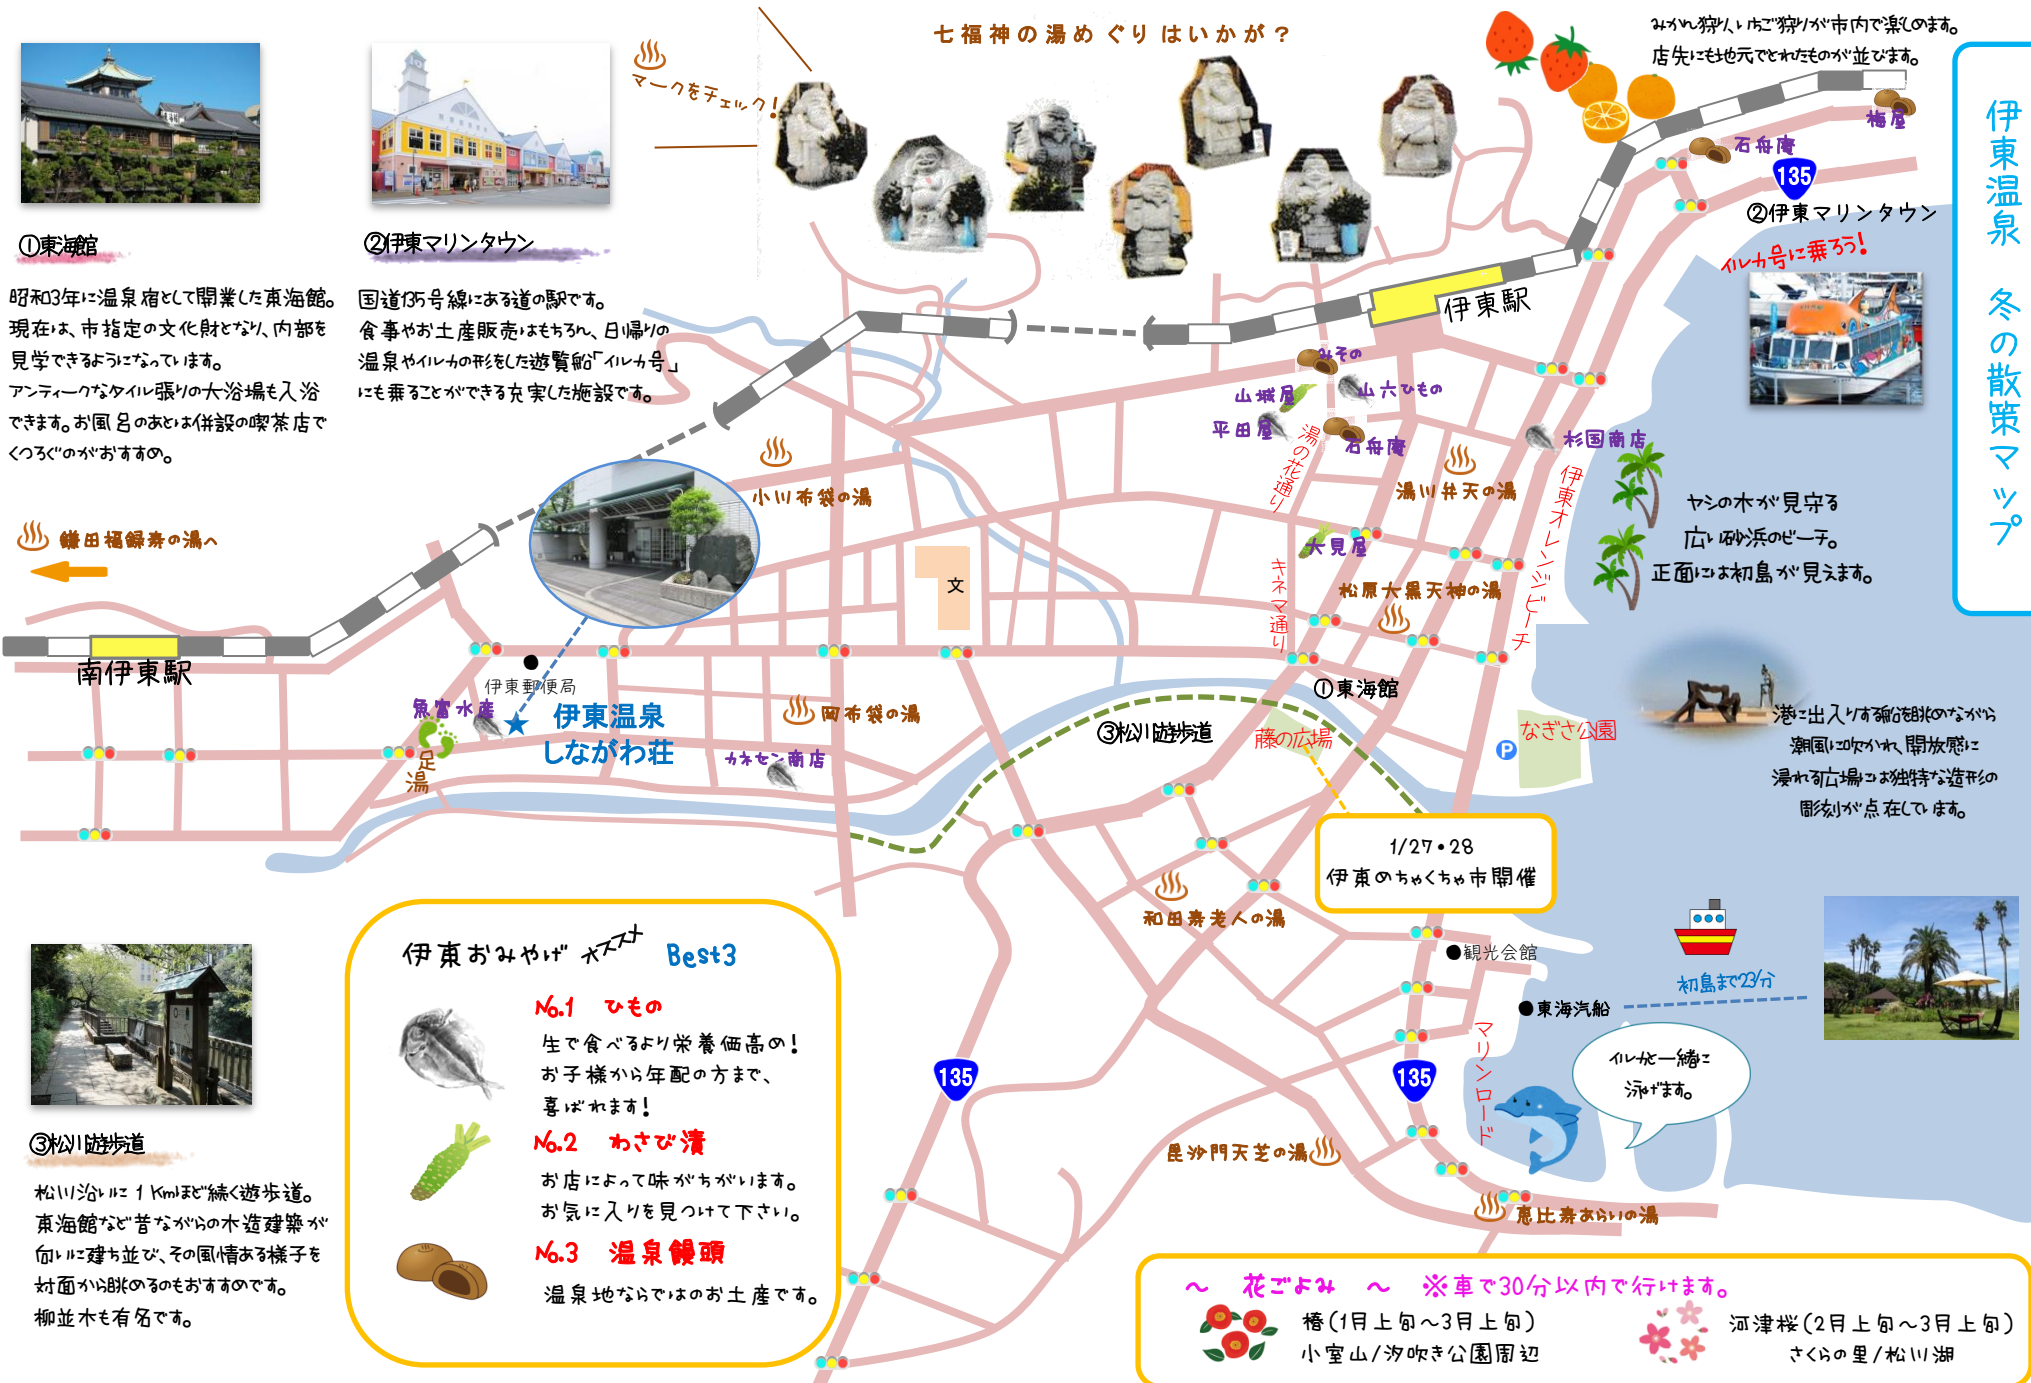 七福神の湯めぐりはいかが？
マークをチェック！
みかん狩り、いちご狩りが市内で楽しめます。
店先にも地元でとれたものが並びます。
伊東温泉　冬の散策マップ
①東海館
昭和3年に温泉宿として開業した東海館。
現在は、市指定の文化財となり、内部を
見学できるようになっています。
アンティークなタイル張りの大浴場も入浴
できます。お風呂のあとは併設の喫茶店で
くつろぐのがおすすめ。
②伊東マリンタウン
国道135号線にある道の駅です。
食事やお土産販売はもちろん、日帰りの
温泉やイルカの形をした遊覧船「イルカ号」
にも乗ることができる充実した施設です。
梅屋
石舟庵
135
②伊東マリンタウン
イルカ号に乗ろう！
伊東駅
みその
山六ひもの
山城屋
平田屋
石舟庵
湯の花通り
杉国商店
湯川弁天の湯
伊東オレンジビーチ
ヤシの木が見守る
広い砂浜のビーチ。
正面には初島が見えます。
小川布袋の湯
鎌田福録寿の湯へ
大見屋
キネマ通り
松原大黒天神の湯
文
南伊東駅
伊東郵便局
魚富水産
伊東温泉
しながわ荘
足湯
岡布袋の湯
カネセン商店
①東海館
③松川遊歩道
藤の広場
なぎさ公園
P
港に出入りする船を眺めながら
潮風に吹かれ、開放感に
浸れる広場には独特な造形の
彫刻が点在しています。
1/27・28
伊東めちゃくちゃ市開催
和田寿老人の湯
観光会館
東海汽船
初島まで23分
マリンロード
イルカと一緒に
泳げます。
135
135
毘沙門天芝の湯
恵比寿あらいの湯
③松川遊歩道
松川沿いに1Kmほど続く遊歩道。
東海館など昔ながらの木造建築が
向いに建ち並び、その風情ある様子を
対面から眺めるのもおすすめです。
柳並木も有名です。
伊東おみやげ オススメ Best3
No.1　ひもの
生で食べるより栄養価高め！
お子様から年配の方まで、
喜ばれます！
No.2　わさび漬
お店によって味がちがいます。
お気に入りを見つけて下さい。
No.3　温泉饅頭
温泉地ならではのお土産です。
～　花ごよみ　～　※車で30分以内で行けます。
椿(1月上旬～3月上旬)
小室山/汐吹き公園周辺
河津桜(2月上旬～3月上旬)
さくらの里/松川湖